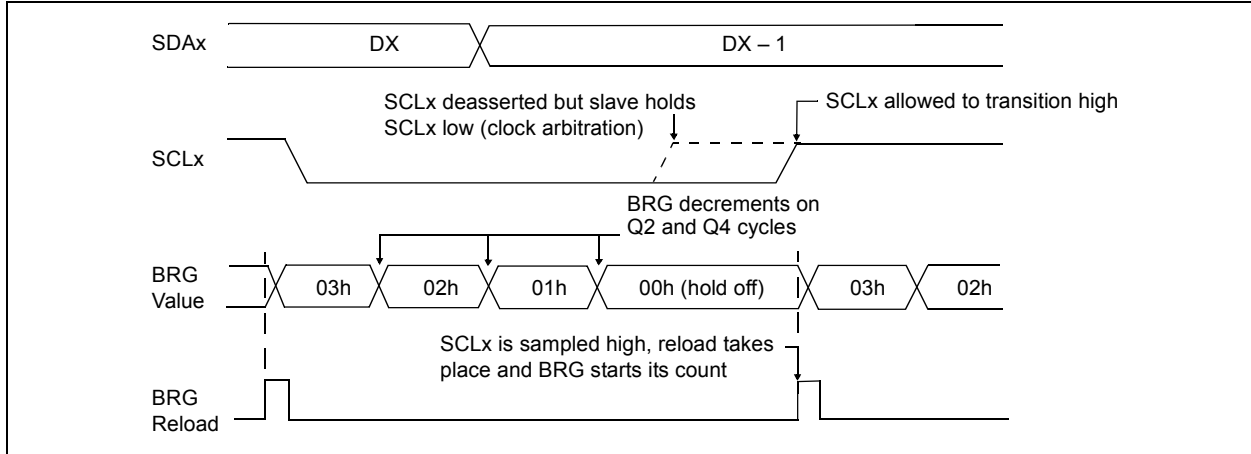 SDAx
DX
DX – 1
SCLx deasserted but slave holds
SCLx low (clock arbitration)
SCLx allowed to transition high
SCLx
BRG decrements on
Q2 and Q4 cycles
BRG
Value
03h
02h
01h
00h (hold off)
03h
02h
SCLx is sampled high, reload takes
place and BRG starts its count
BRG
Reload